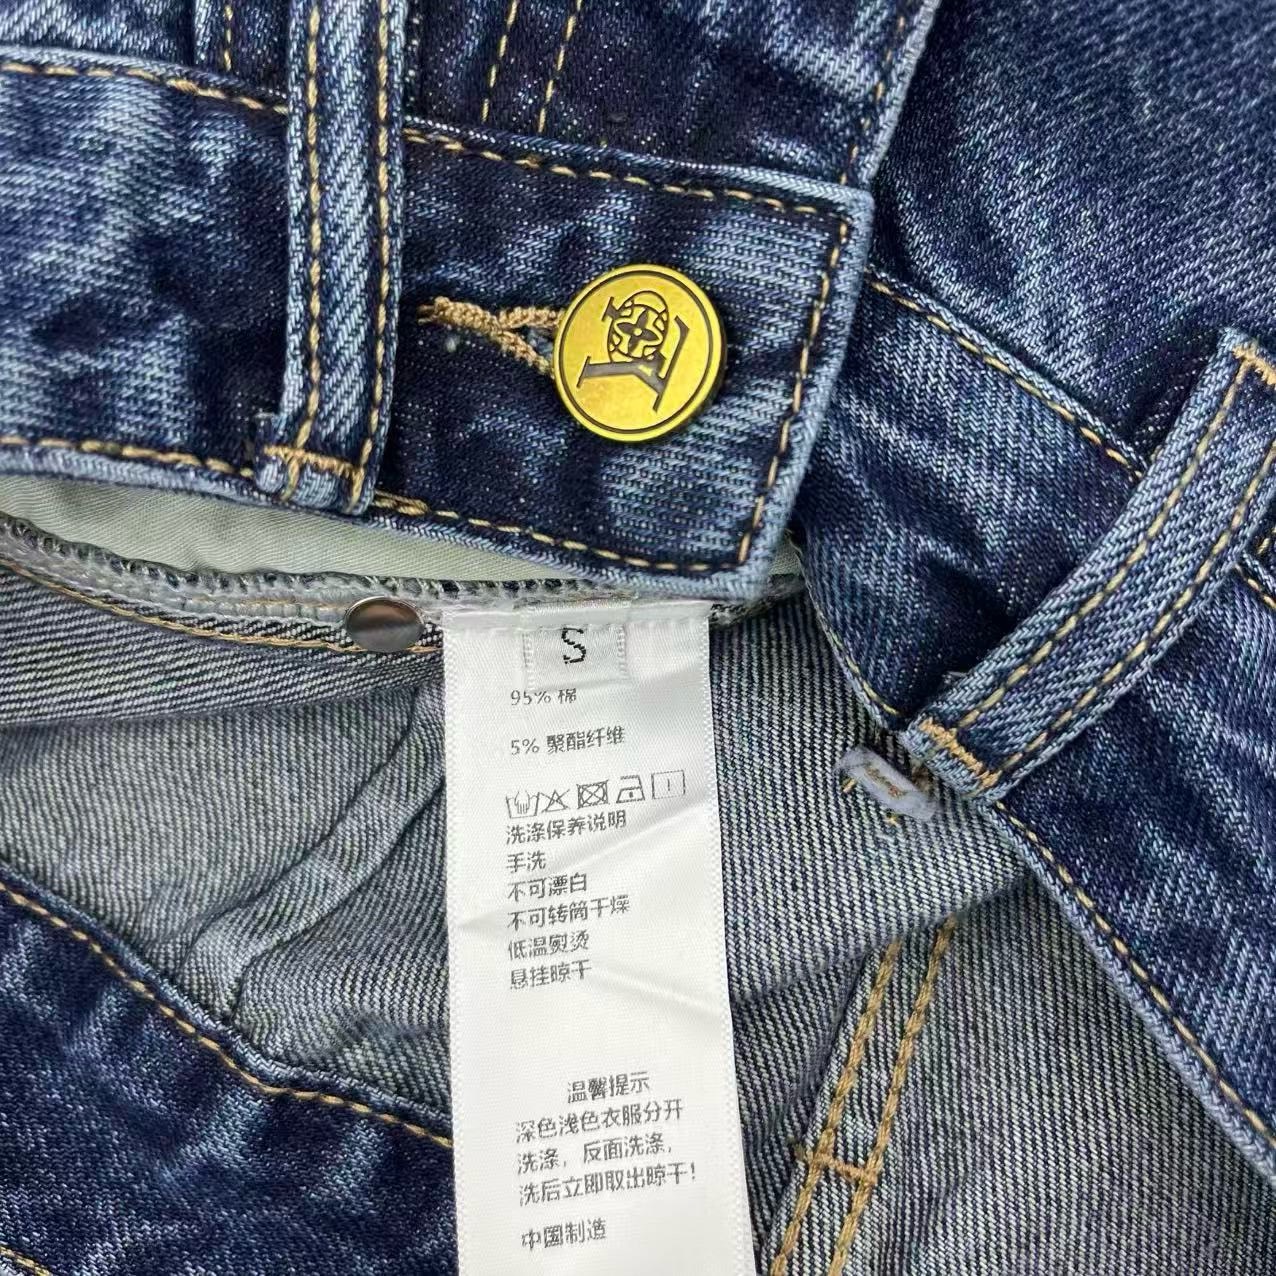 S
95% 棉
5% 聚酯纤维
洗涤保养说明
手洗
不可漂白
不可转筒干燥
低温熨烫
悬挂晾干
温馨提示
深色浅色衣服分开
洗涤，反面洗涤，
洗后立即取出晾干！
中国制造